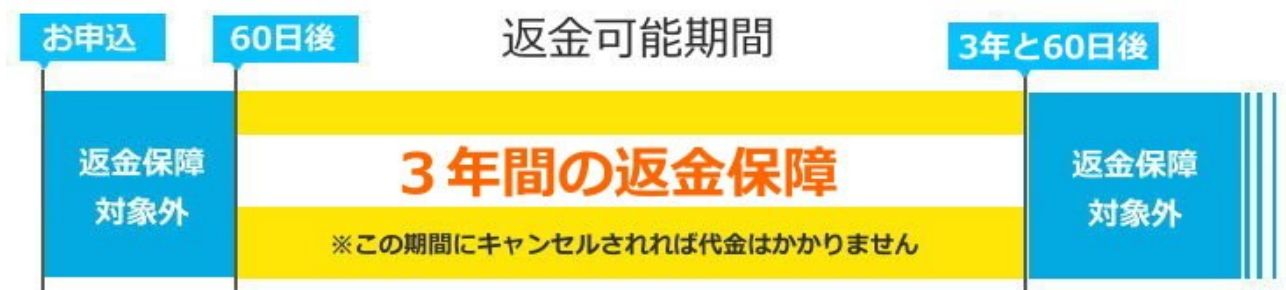 お申込
60日後
返金可能期間
3年と60日後
返金保障
対象外
3年間の返金保障
※この期間にキャンセルされれば代金はかかりません
返金保障
対象外